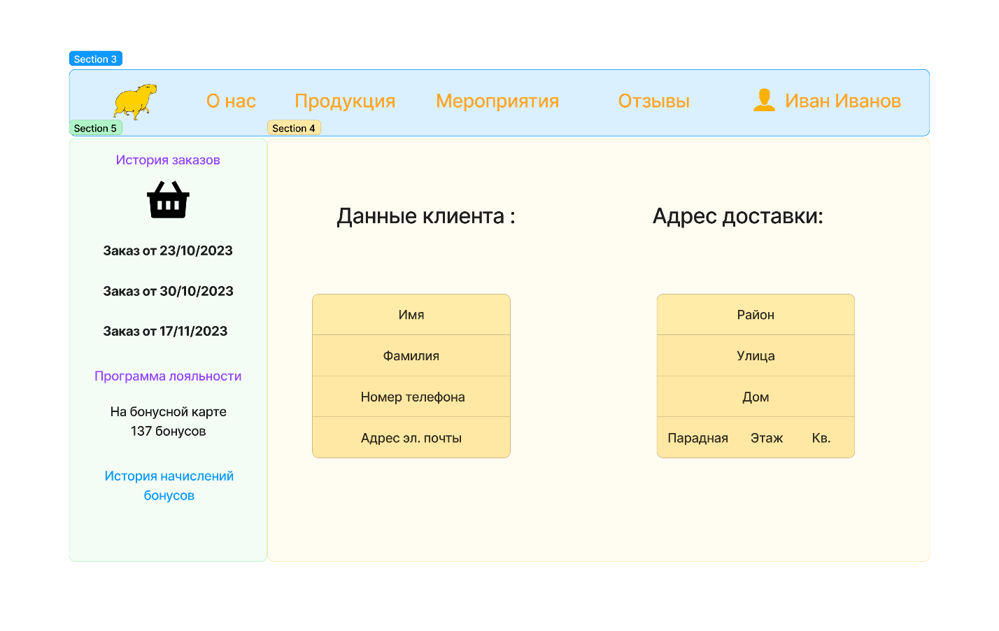 Section 3
О нас
Продукция
Мероприятия
Отзывы
Иван Иванов
Section 5
Section 4
История заказов
Заказ от 23/10/2023
Заказ от 30/10/2023
Заказ от 17/11/2023
Программа лояльности
На бонусной карте
137 бонусов
История начислений
бонусов
Данные клиента :
Имя
Фамилия
Номер телефона
Адрес эл. почты
Адрес доставки:
Район
Улица
Дом
Парадная Этаж Кв.